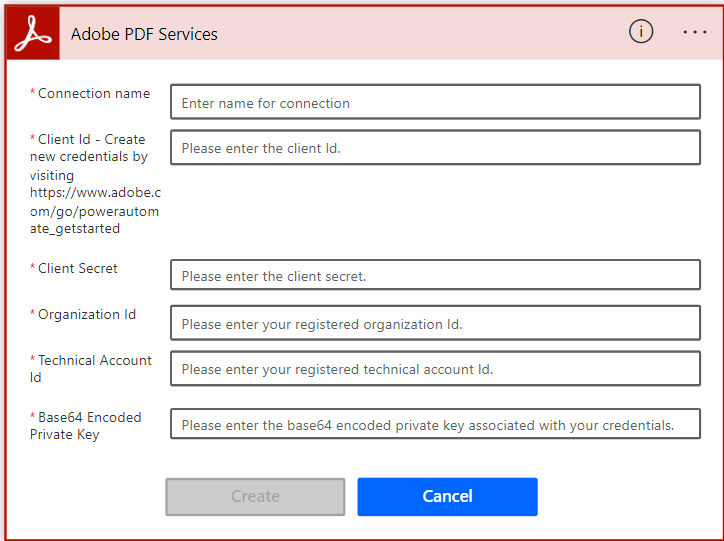 Adobe PDF Services
* Connection name
Enter name for connection
* Client Id - Create
new credentials by
visiting
https://www.adobe.c
om/go/powerautom
ate_getstarted
Please enter the client Id.
* Client Secret
Please enter the client secret.
* Organization Id
Please enter your registered organization Id.
* Technical Account
Id
Please enter your registered technical account Id.
* Base64 Encoded
Private Key
Please enter the base64 encoded private key associated with your credentials.
Create
Cancel